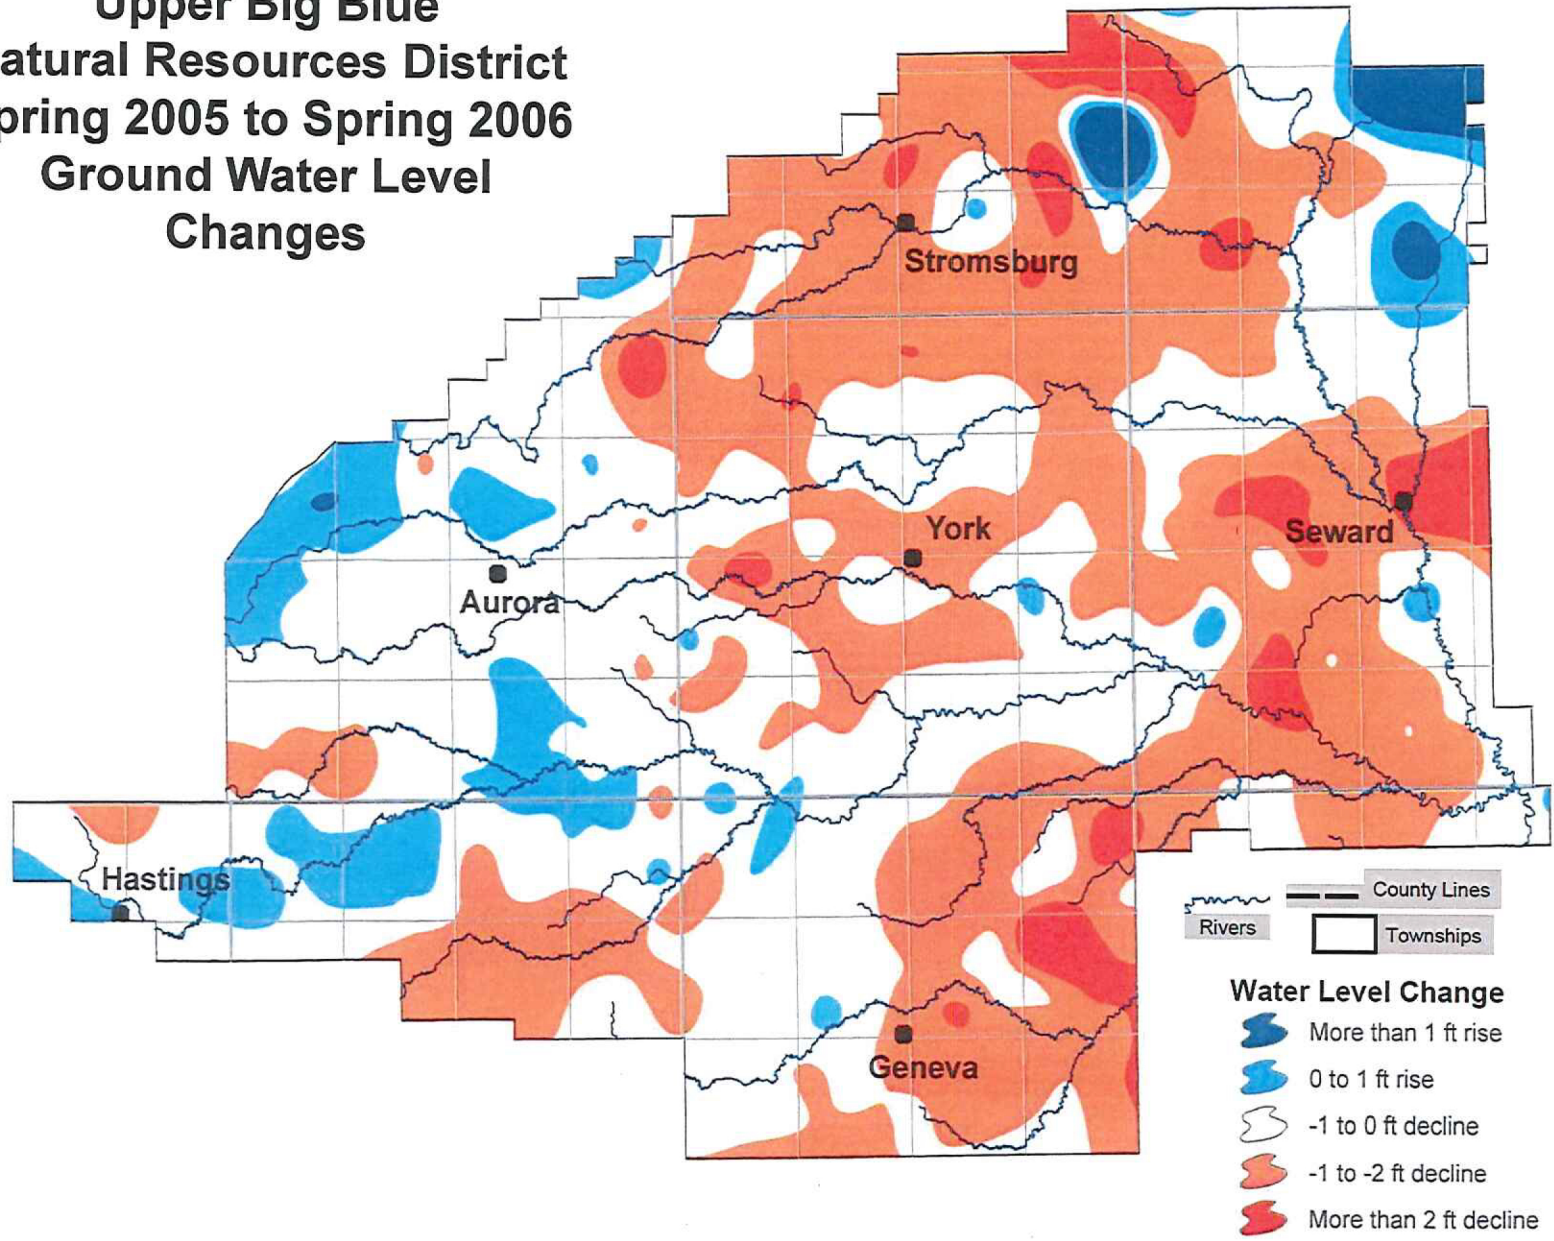 Upper Big Blue
atural Resources District
pring 2005 to Spring 2006
Ground Water Level
Changes
Stromsburg
York
Seward
Aurora
Hastings
Geneva
Rivers
County Lines
Townships
Water Level Change
More than 1 ft rise
0 to 1 ft rise
-1 to 0 ft decline
-1 to -2 ft decline
More than 2 ft decline